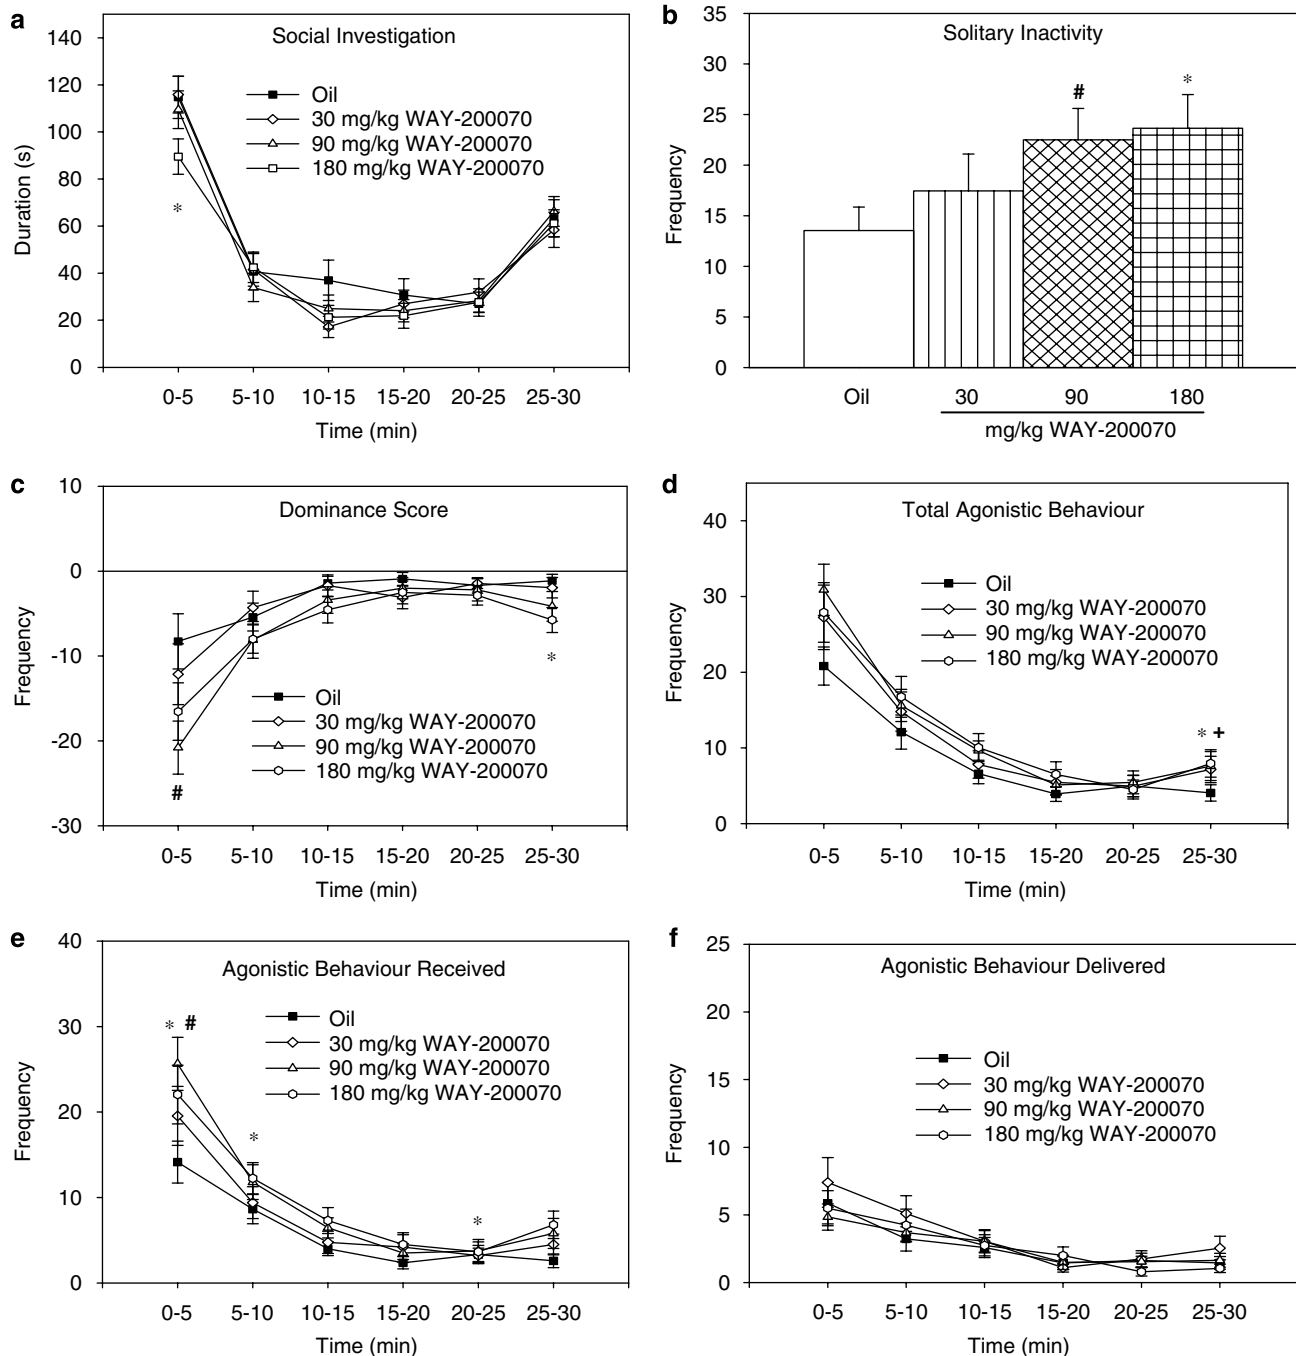 a
Social Investigation
140
120
100
80
60
40
20
0
Duration (s)
Oil
30 mg/kg WAY-200070
90 mg/kg WAY-200070
180 mg/kg WAY-200070
*
0-5 5-10 10-15 15-20 20-25 25-30
Time (min)
b
Solitary Inactivity
35
30
25
20
15
10
5
0
Frequency
#
*
Oil 30 90 180
mg/kg WAY-200070
c
Dominance Score
10
0
-10
-20
-30
Frequency
Oil
30 mg/kg WAY-200070
90 mg/kg WAY-200070
180 mg/kg WAY-200070
*
#
0-5 5-10 10-15 15-20 20-25 25-30
Time (min)
d
Total Agonistic Behaviour
40
30
20
10
0
Frequency
Oil
30 mg/kg WAY-200070
90 mg/kg WAY-200070
180 mg/kg WAY-200070
* +
0-5 5-10 10-15 15-20 20-25 25-30
Time (min)
e
Agonistic Behaviour Received
40
30
20
10
0
Frequency
Oil
30 mg/kg WAY-200070
90 mg/kg WAY-200070
180 mg/kg WAY-200070
* #
*
*
0-5 5-10 10-15 15-20 20-25 25-30
Time (min)
f
Agonistic Behaviour Delivered
25
20
15
10
5
0
Frequency
Oil
30 mg/kg WAY-200070
90 mg/kg WAY-200070
180 mg/kg WAY-200070
0-5 5-10 10-15 15-20 20-25 25-30
Time (min)